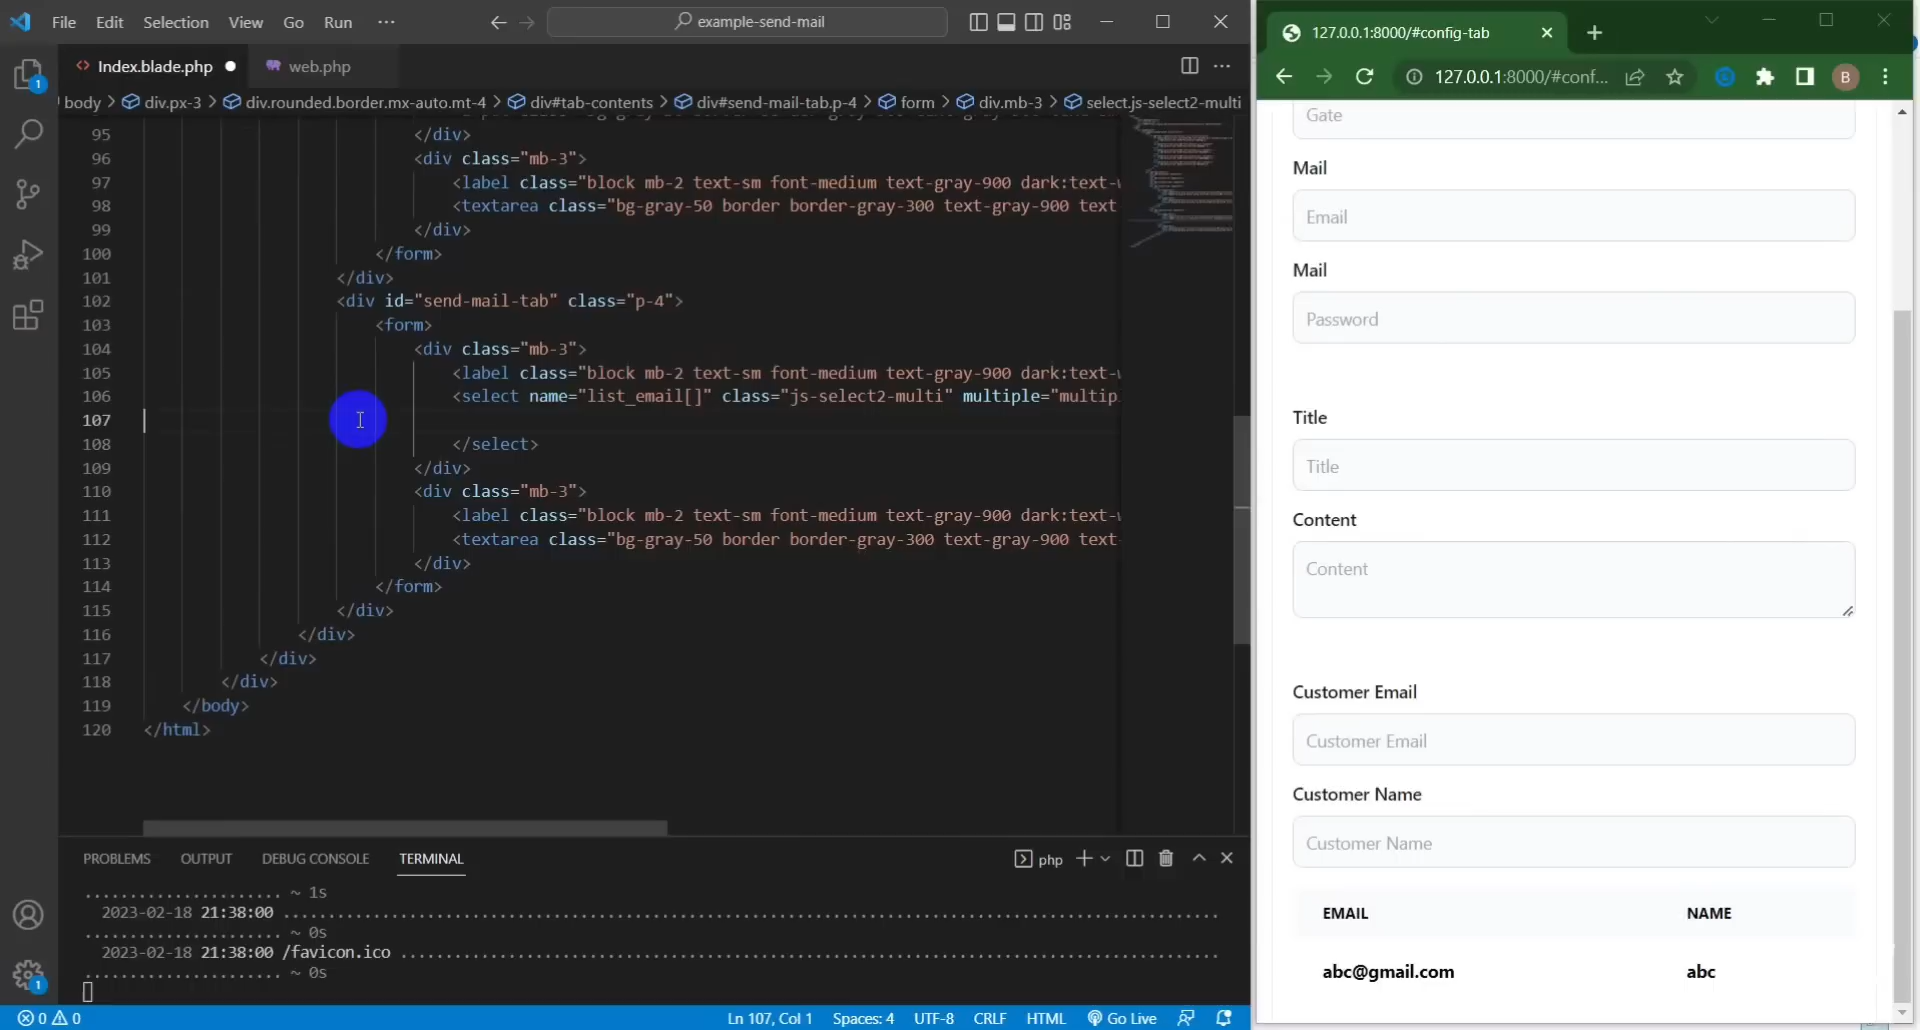 File Edit Selection View Go Run ··· example-send-mail
Index.blade.php web.php
body > div.px-3 > div.rounded.border.mx-auto.mt-4 > div#tab-contents > div#send-mail-tab.p-4 > form > div.mb-3 > select.js-select2-multi
95 </div>
96 <div class="mb-3">
97 <label class="block mb-2 text-sm font-medium text-gray-900 dark:text-w
98 <textarea class="bg-gray-50 border border-gray-300 text-gray-900 text-
99 </div>
100 </form>
101 </div>
102 <div id="send-mail-tab" class="p-4">
103 <form>
104 <div class="mb-3">
105 <label class="block mb-2 text-sm font-medium text-gray-900 dark:text-w
106 <select name="list_email[]" class="js-select2-multi" multiple="multip
107
108 </select>
109 </div>
110 <div class="mb-3">
111 <label class="block mb-2 text-sm font-medium text-gray-900 dark:text-w
112 <textarea class="bg-gray-50 border border-gray-300 text-gray-900 text-
113 </div>
114 </form>
115 </div>
116 </div>
117 </div>
118 </div>
119 </body>
120 </html>
PROBLEMS OUTPUT DEBUG CONSOLE TERMINAL php
........................ ~ 1s
2023-02-18 21:38:00 ........................
........................ ~ 0s
2023-02-18 21:38:00 /favicon.ico ........................
........................ ~ 0s
1
1
0 0 Ln 107, Col 1 Spaces: 4 UTF-8 CRLF HTML Go Live
127.0.0.1:8000/#config-tab
127.0.0.1:8000/#conf... B
Gate
Mail
Email
Mail
Password
Title
Title
Content
Content
Customer Email
Customer Email
Customer Name
Customer Name
EMAIL NAME
abc@gmail.com abc